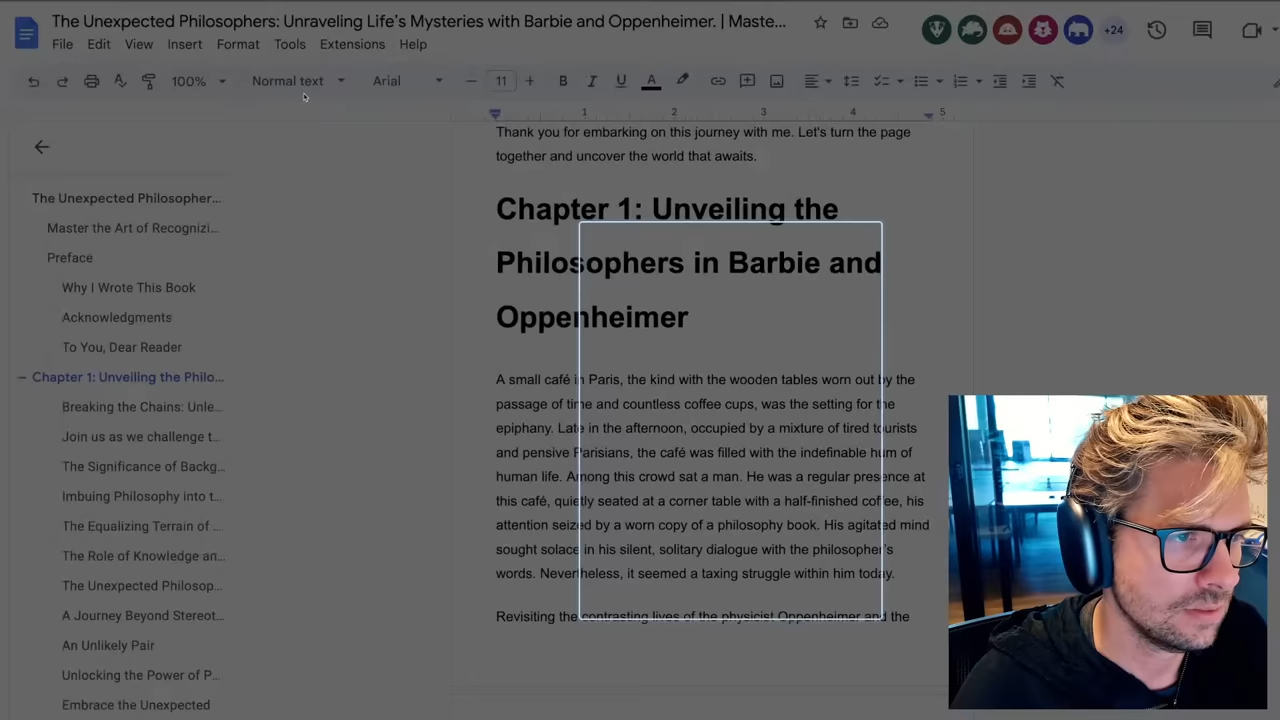 The Unexpected Philosophers: Unraveling Life's Mysteries with Barbie and Oppenheimer. | Maste...
File Edit View Insert Format Tools Extensions Help
+24
100% Normal text Arial 11
1 2 3 4 5
The Unexpected Philosopher...
Master the Art of Recognizi...
Preface
Why I Wrote This Book
Acknowledgments
To You, Dear Reader
Chapter 1: Unveiling the Philo...
Breaking the Chains: Unle...
Join us as we challenge t...
The Significance of Backg...
Imbuing Philosophy into t...
The Equalizing Terrain of ...
The Role of Knowledge an...
The Unexpected Philosop...
A Journey Beyond Stereot...
An Unlikely Pair
Unlocking the Power of P...
Embrace the Unexpected
Thank you for embarking on this journey with me. Let's turn the page
together and uncover the world that awaits.
Chapter 1: Unveiling the
Philosophers in Barbie and
Oppenheimer
A small café in Paris, the kind with the wooden tables worn out by the
passage of time and countless coffee cups, was the setting for the
epiphany. Late in the afternoon, occupied by a mixture of tired tourists
and pensive Parisians, the café was filled with the indefinable hum of
human life. Among this crowd sat a man. He was a regular presence at
this café, quietly seated at a corner table with a half-finished coffee, his
attention seized by a worn copy of a philosophy book. His agitated mind
sought solace in his silent, solitary dialogue with the philosopher's
words. Nevertheless, it seemed a taxing struggle within him today.
Revisiting the contrasting lives of the physicist Oppenheimer and the